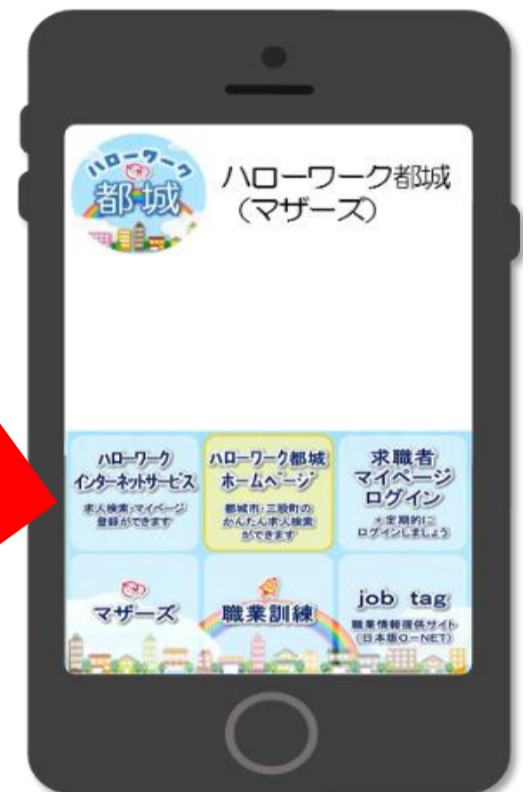 ハローワーク
都城
ハローワーク都城
（マザーズ）
ハローワーク
インターネットサービス
求人検索・マイページ
登録ができます
ハローワーク都城
ホームページ
都城市・三股町の
かんたん求人検索
ができます
求職者
マイページ
ログイン
＊定期的に
ログインしましょう
マザーズ
職業訓練
job tag
職業情報提供サイト
(日本版O-NET)